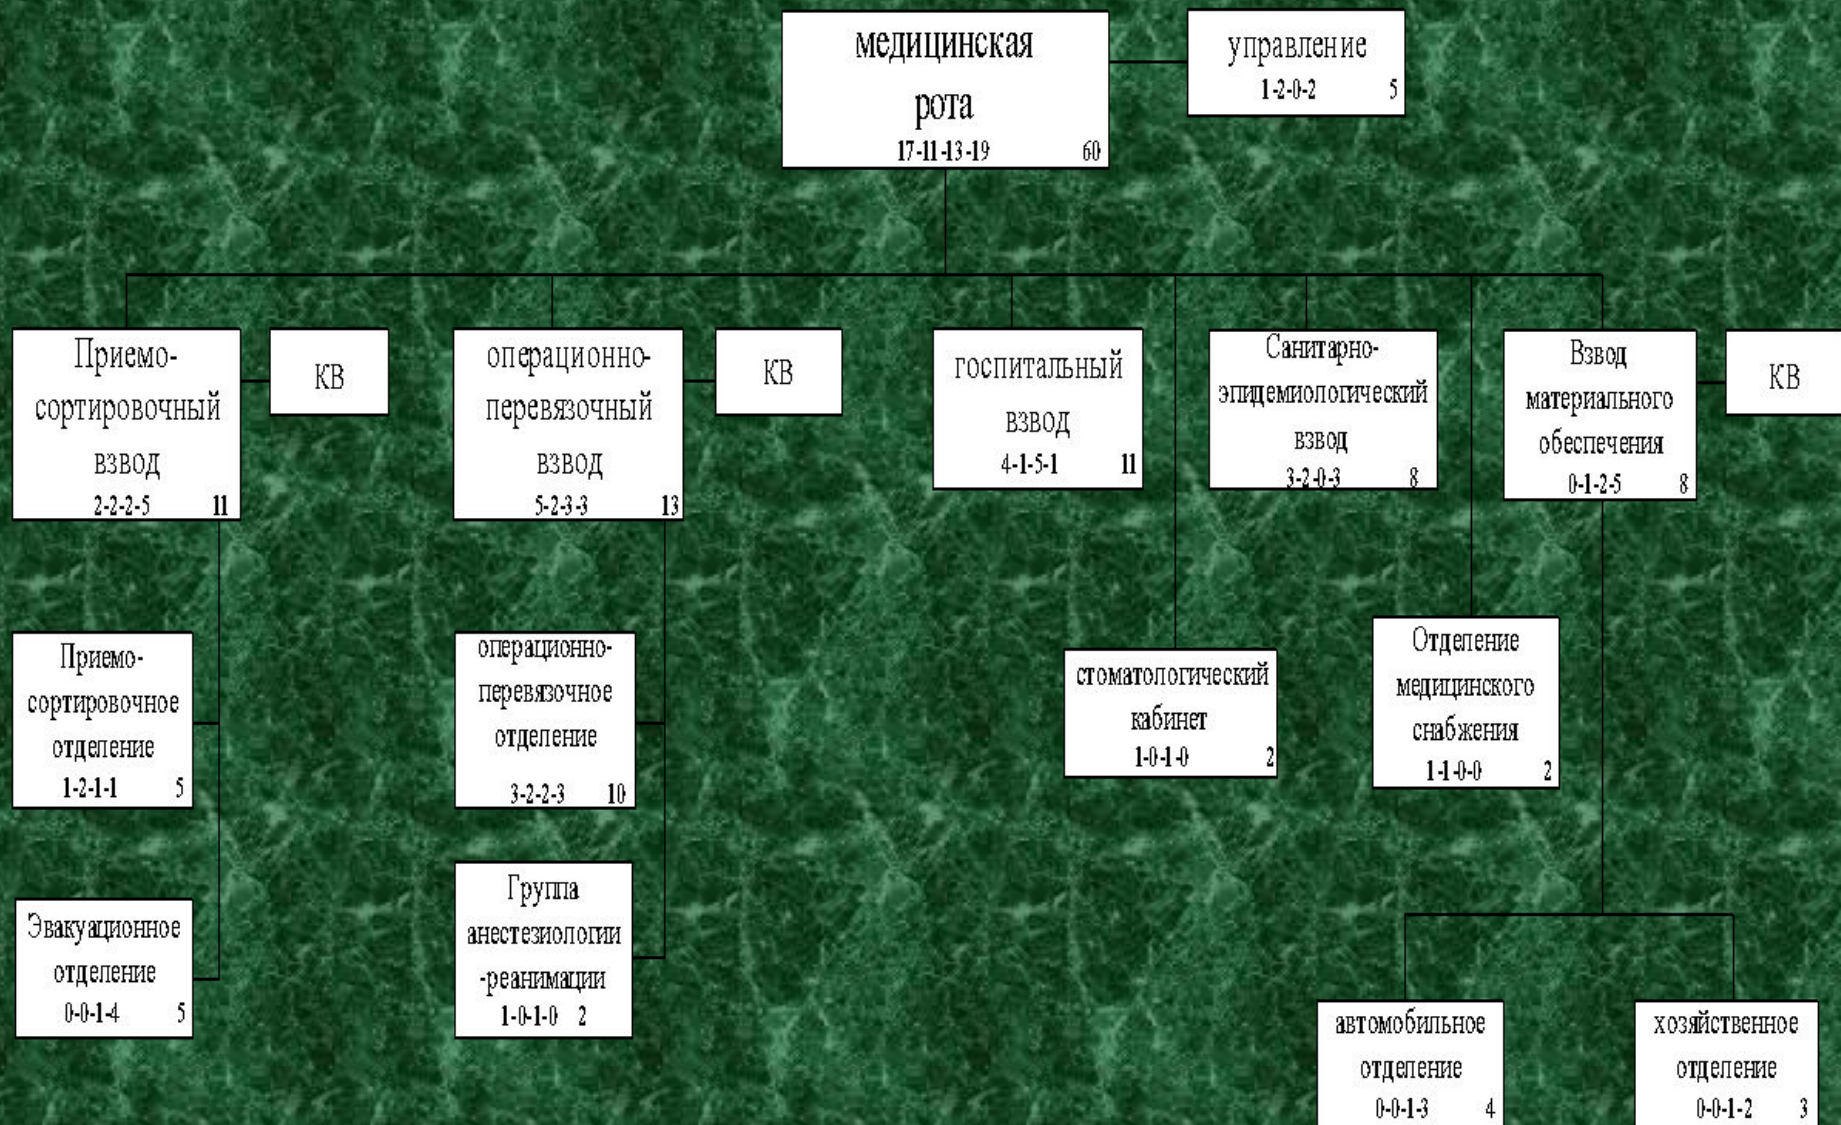 медицинская
рота
17-11-13-19 60
управление
1-2-0-2 5
Приемо-
сортировочный
взвод
2-2-2-5 11
КВ
операционно-
перевязочный
взвод
5-2-3-3 13
КВ
госпитальный
взвод
4-1-5-1 11
Санитарно-
эпидемиологический
взвод
3-2-0-3 8
Взвод
материального
обеспечения
0-1-2-5 8
КВ
Приемо-
сортировочное
отделение
1-2-1-1 5
операционно-
перевязочное
отделение
3-2-2-3 10
стоматологический
кабинет
1-0-1-0 2
Отделение
медицинского
снабжения
1-1-0-0 2
Эвакуационное
отделение
0-0-1-4 5
Группа
анестезиологии
-реанимации
1-0-1-0 2
автомобильное
отделение
0-0-1-3 4
хозяйственное
отделение
0-0-1-2 3